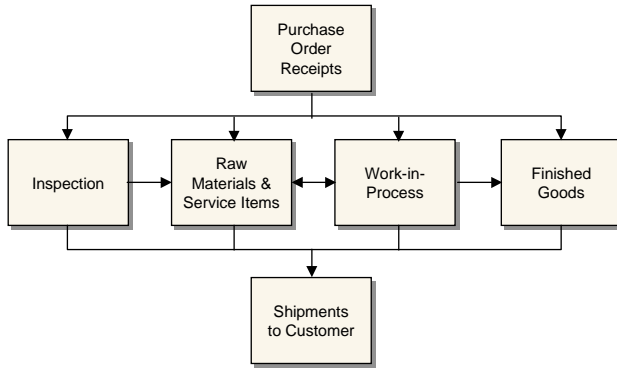 Purchase
Order
Receipts
Inspection
Raw
Materials &
Service Items
Work-in-
Process
Finished
Goods
Shipments
to Customer